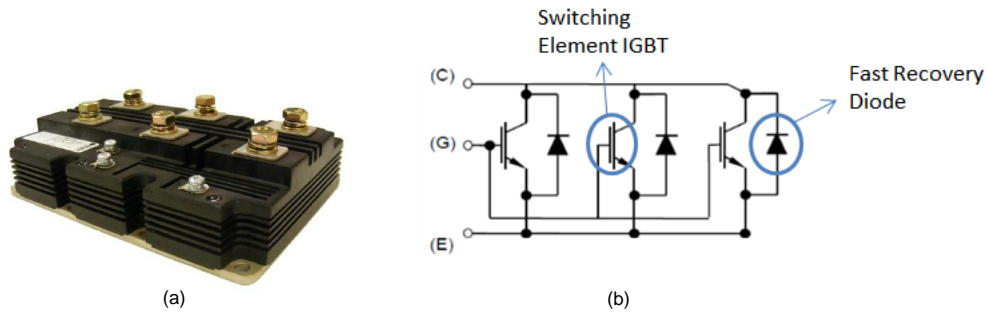 Switching
Element IGBT
(C)
Fast Recovery
Diode
(G)
(E)
(a)
(b)